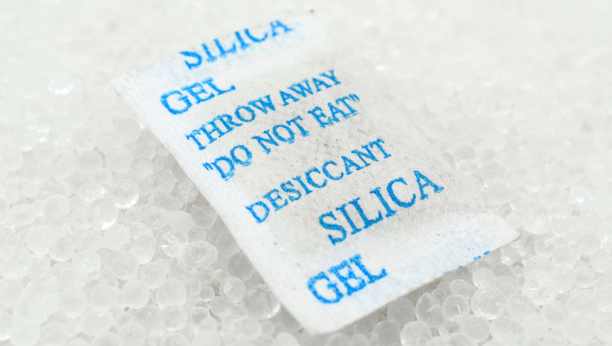 SILICA
GEL
THROW AWAY
"DO NOT EAT"
DESICCANT
SILICA
GEL